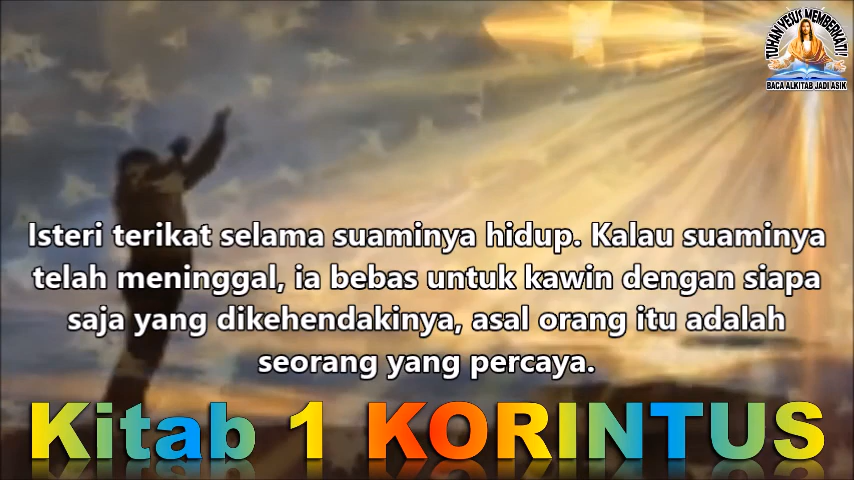 TUHAN YESUS MEMBERKATI!
BACA ALKITAB JADI ASIK
Isteri terikat selama suaminya hidup. Kalau suaminya
telah meninggal, ia bebas untuk kawin dengan siapa
saja yang dikehendakinya, asal orang itu adalah
seorang yang percaya.
Kitab 1 KORINTUS